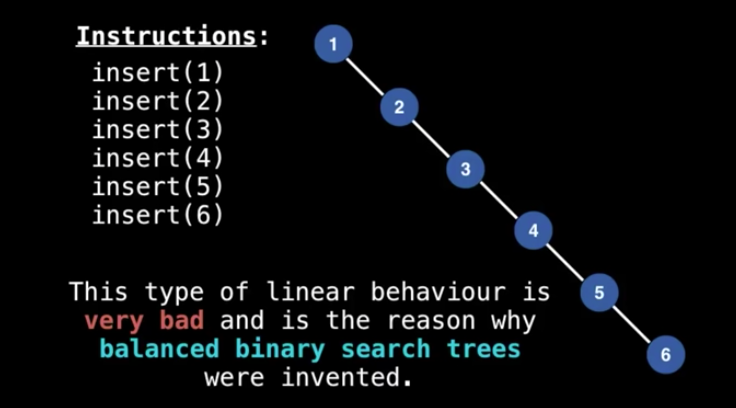 Instructions:
insert(1)
insert(2)
insert(3)
insert(4)
insert(5)
insert(6)
1
2
3
4
5
6
This type of linear behaviour is
very bad and is the reason why
balanced binary search trees
were invented.